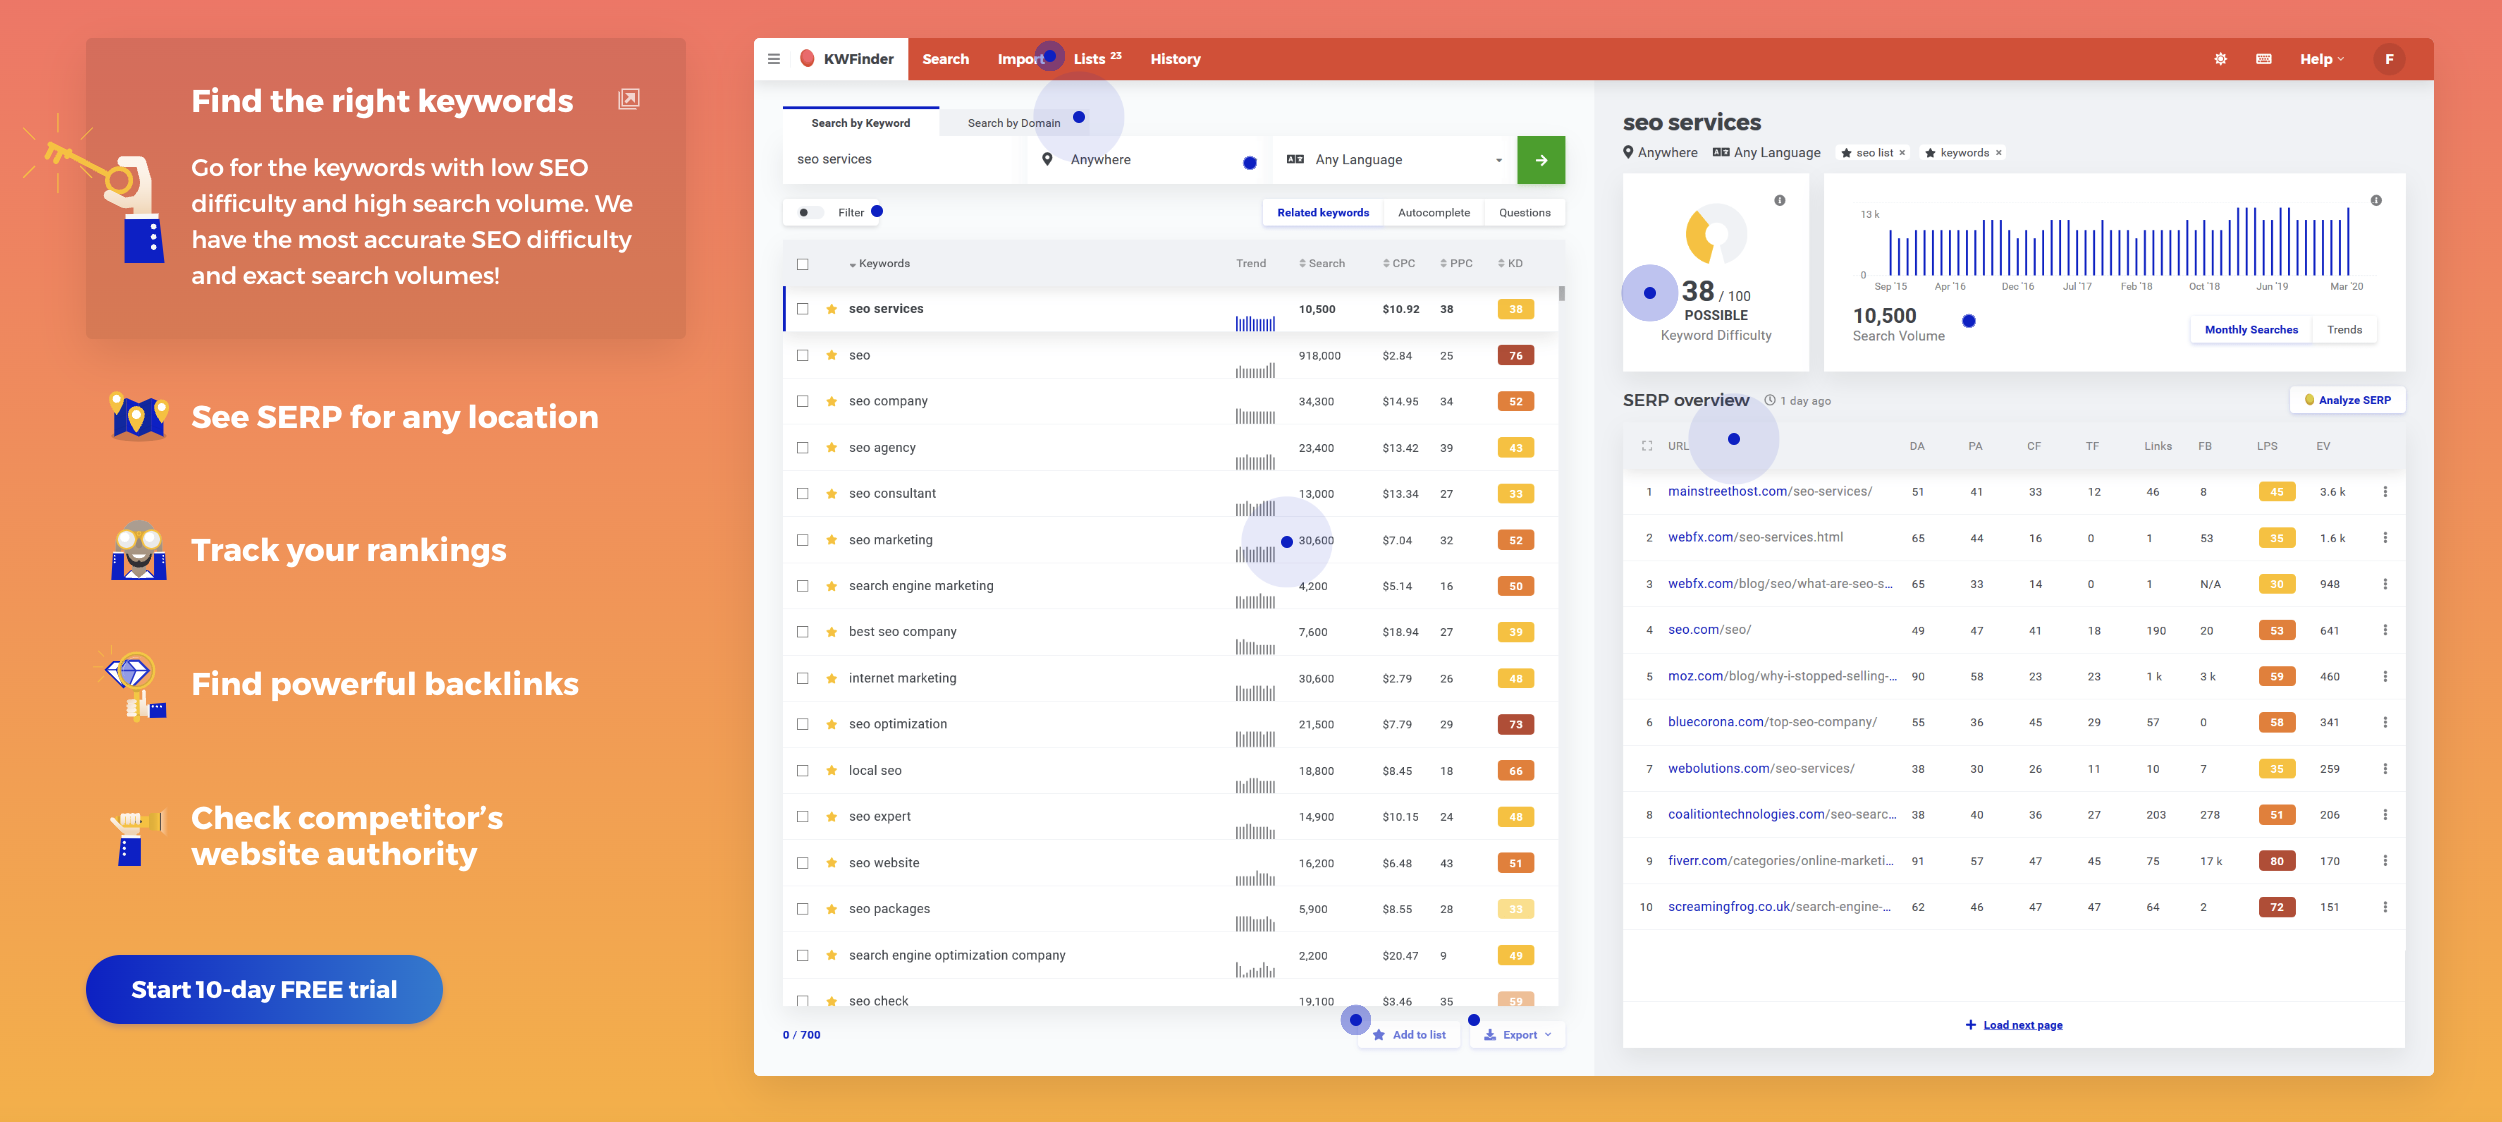 Find the right keywords
Go for the keywords with low SEO
difficulty and high search volume. We
have the most accurate SEO difficulty
and exact search volumes!
See SERP for any location
Track your rankings
Find powerful backlinks
Check competitor's
website authority
Start 10-day FREE trial
KWFinder Search Import Lists 23 History Help F
Search by Keyword Search by Domain
seo services Anywhere Any Language
Filter Related keywords Autocomplete Questions
Keywords Trend Search CPC PPC KD
seo services 10,500 $10.92 38 38
seo 918,000 $2.84 25 76
seo company 34,300 $14.95 34 52
seo agency 23,400 $13.42 39 43
seo consultant 13,000 $13.34 27 33
seo marketing 30,600 $7.04 32 52
search engine marketing 4,200 $5.14 16 50
best seo company 7,600 $18.94 27 39
internet marketing 30,600 $2.79 26 48
seo optimization 21,500 $7.79 29 73
local seo 18,800 $8.45 18 66
seo expert 14,900 $10.15 24 48
seo website 16,200 $6.48 43 51
seo packages 5,900 $8.55 28 33
search engine optimization company 2,200 $20.47 9 49
seo check 19,100 $3.46 35 59
0 / 700 Add to list Export
seo services
Anywhere Any Language seo list × keywords ×
38 / 100
POSSIBLE
Keyword Difficulty
13 k
0
Sep '15 Apr '16 Dec '16 Jul '17 Feb '18 Oct '18 Jun '19 Mar '20
10,500
Search Volume
Monthly Searches Trends
SERP overview 1 day ago Analyze SERP
URL DA PA CF TF Links FB LPS EV
1 mainstreethost.com/seo-services/ 51 41 33 12 46 8 45 3.6 k
2 webfx.com/seo-services.html 65 44 16 0 1 53 35 1.6 k
3 webfx.com/blog/seo/what-are-seo-s... 65 33 14 0 1 N/A 30 948
4 seo.com/seo/ 49 47 41 18 190 20 53 641
5 moz.com/blog/why-i-stopped-selling-... 90 58 23 23 1 k 3 k 59 460
6 bluecorona.com/top-seo-company/ 55 36 45 29 57 0 58 341
7 webolutions.com/seo-services/ 38 30 26 11 10 7 35 259
8 coalitiontechnologies.com/seo-searc... 38 40 36 27 203 278 51 206
9 fiverr.com/categories/online-marketi... 91 57 47 45 75 17 k 80 170
10 screamingfrog.co.uk/search-engine-... 62 46 47 47 64 2 72 151
+ Load next page